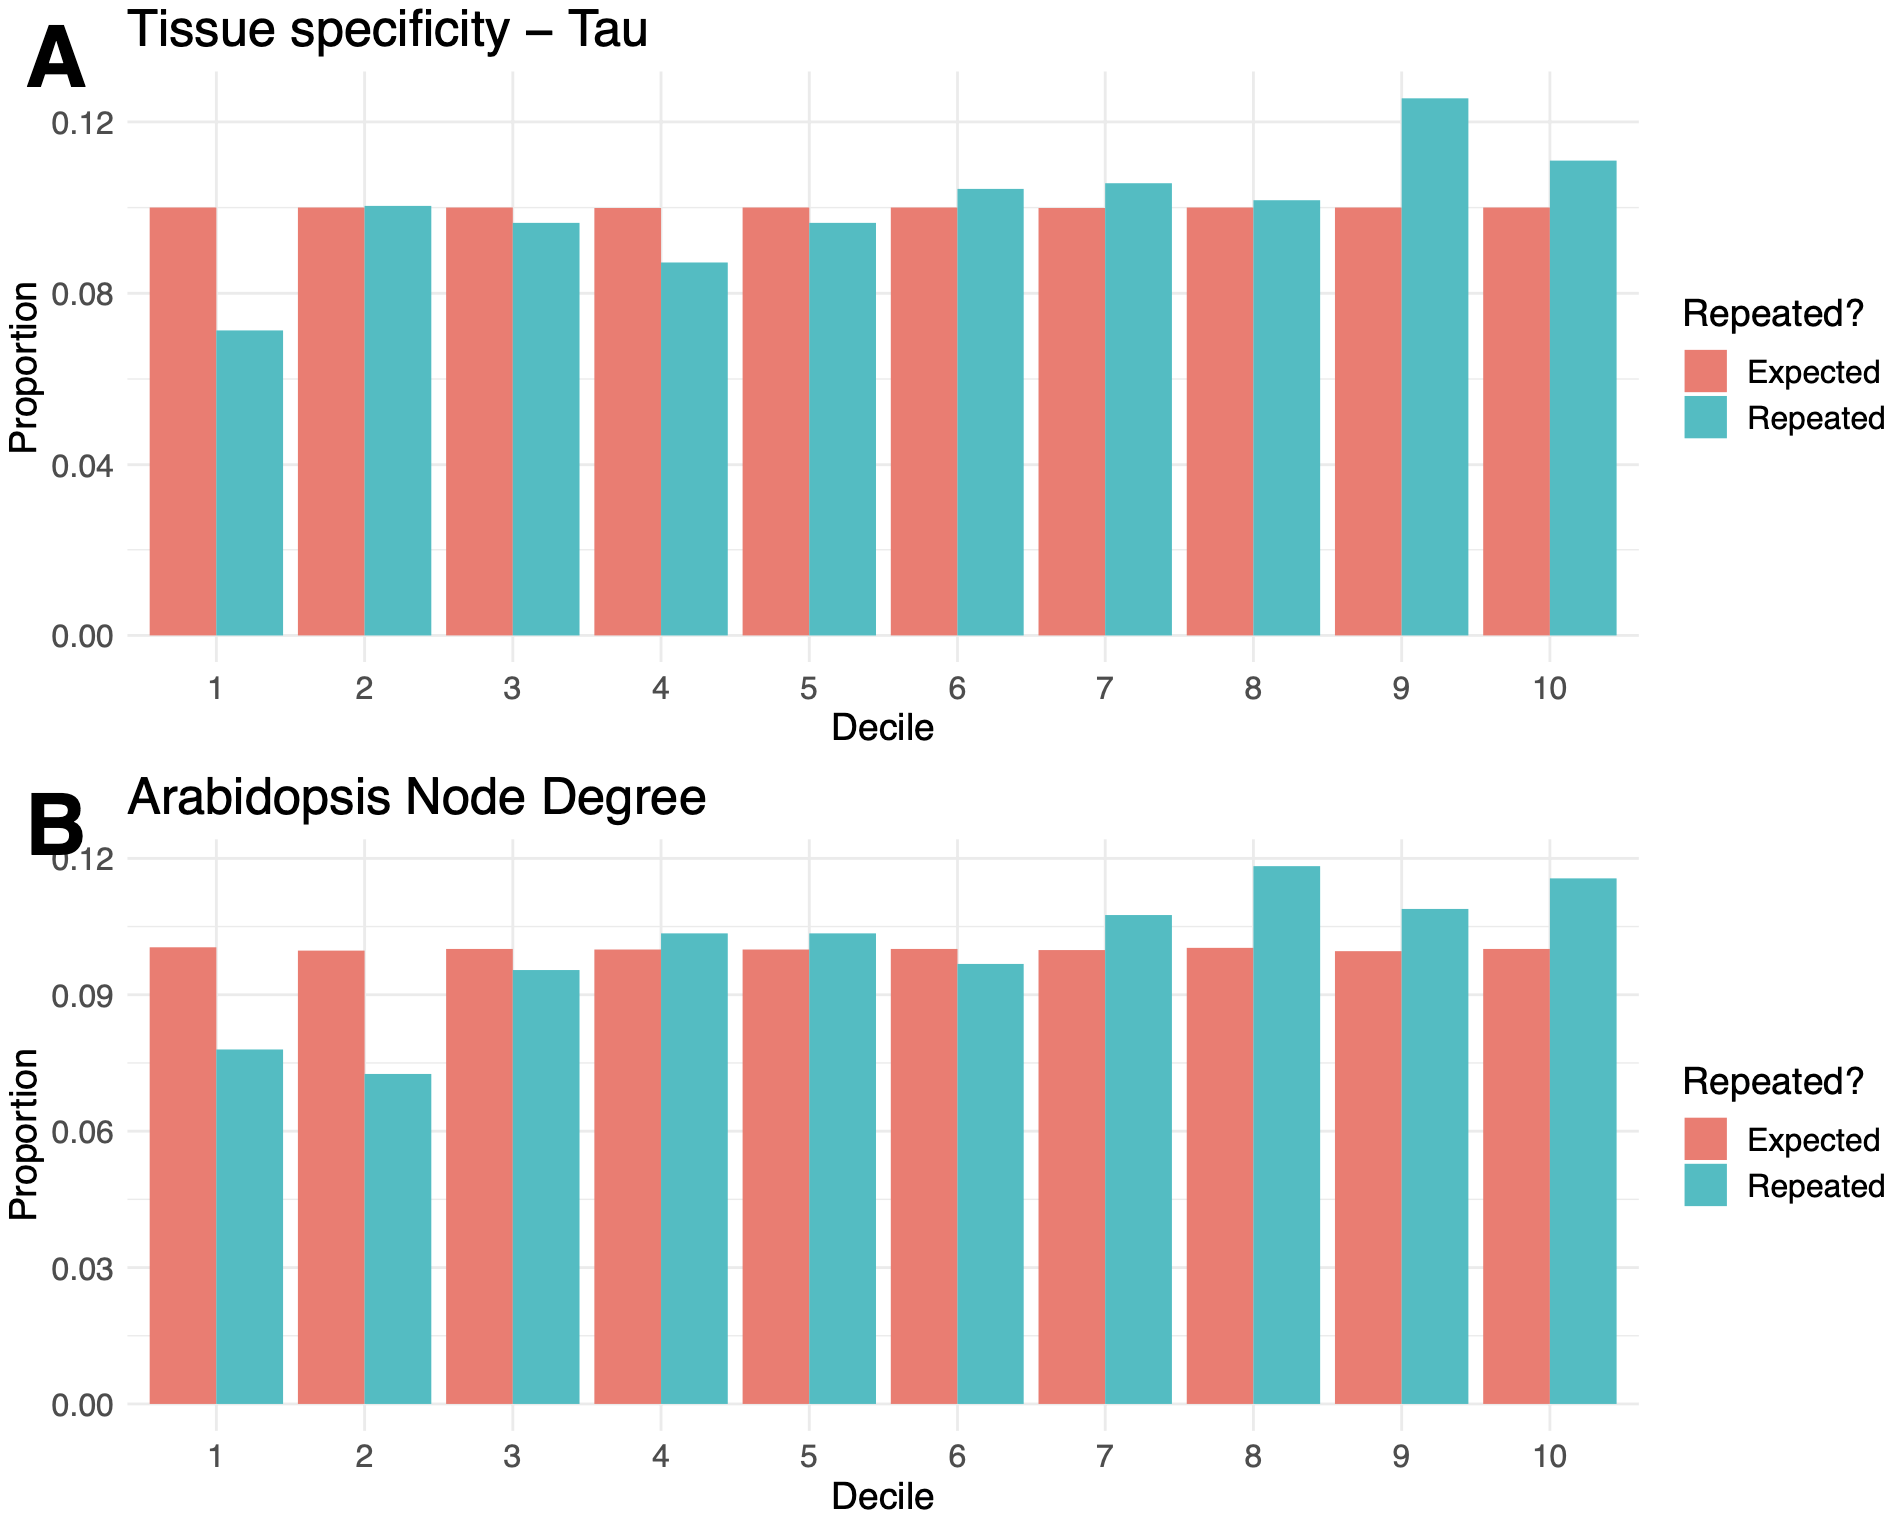 A
Tissue specificity – Tau
0.12
0.08
0.04
0.00
Proportion
1 2 3 4 5 6 7 8 9 10
Decile
Repeated?
Expected
Repeated
B
Arabidopsis Node Degree
0.12
0.09
0.06
0.03
0.00
Proportion
1 2 3 4 5 6 7 8 9 10
Decile
Repeated?
Expected
Repeated